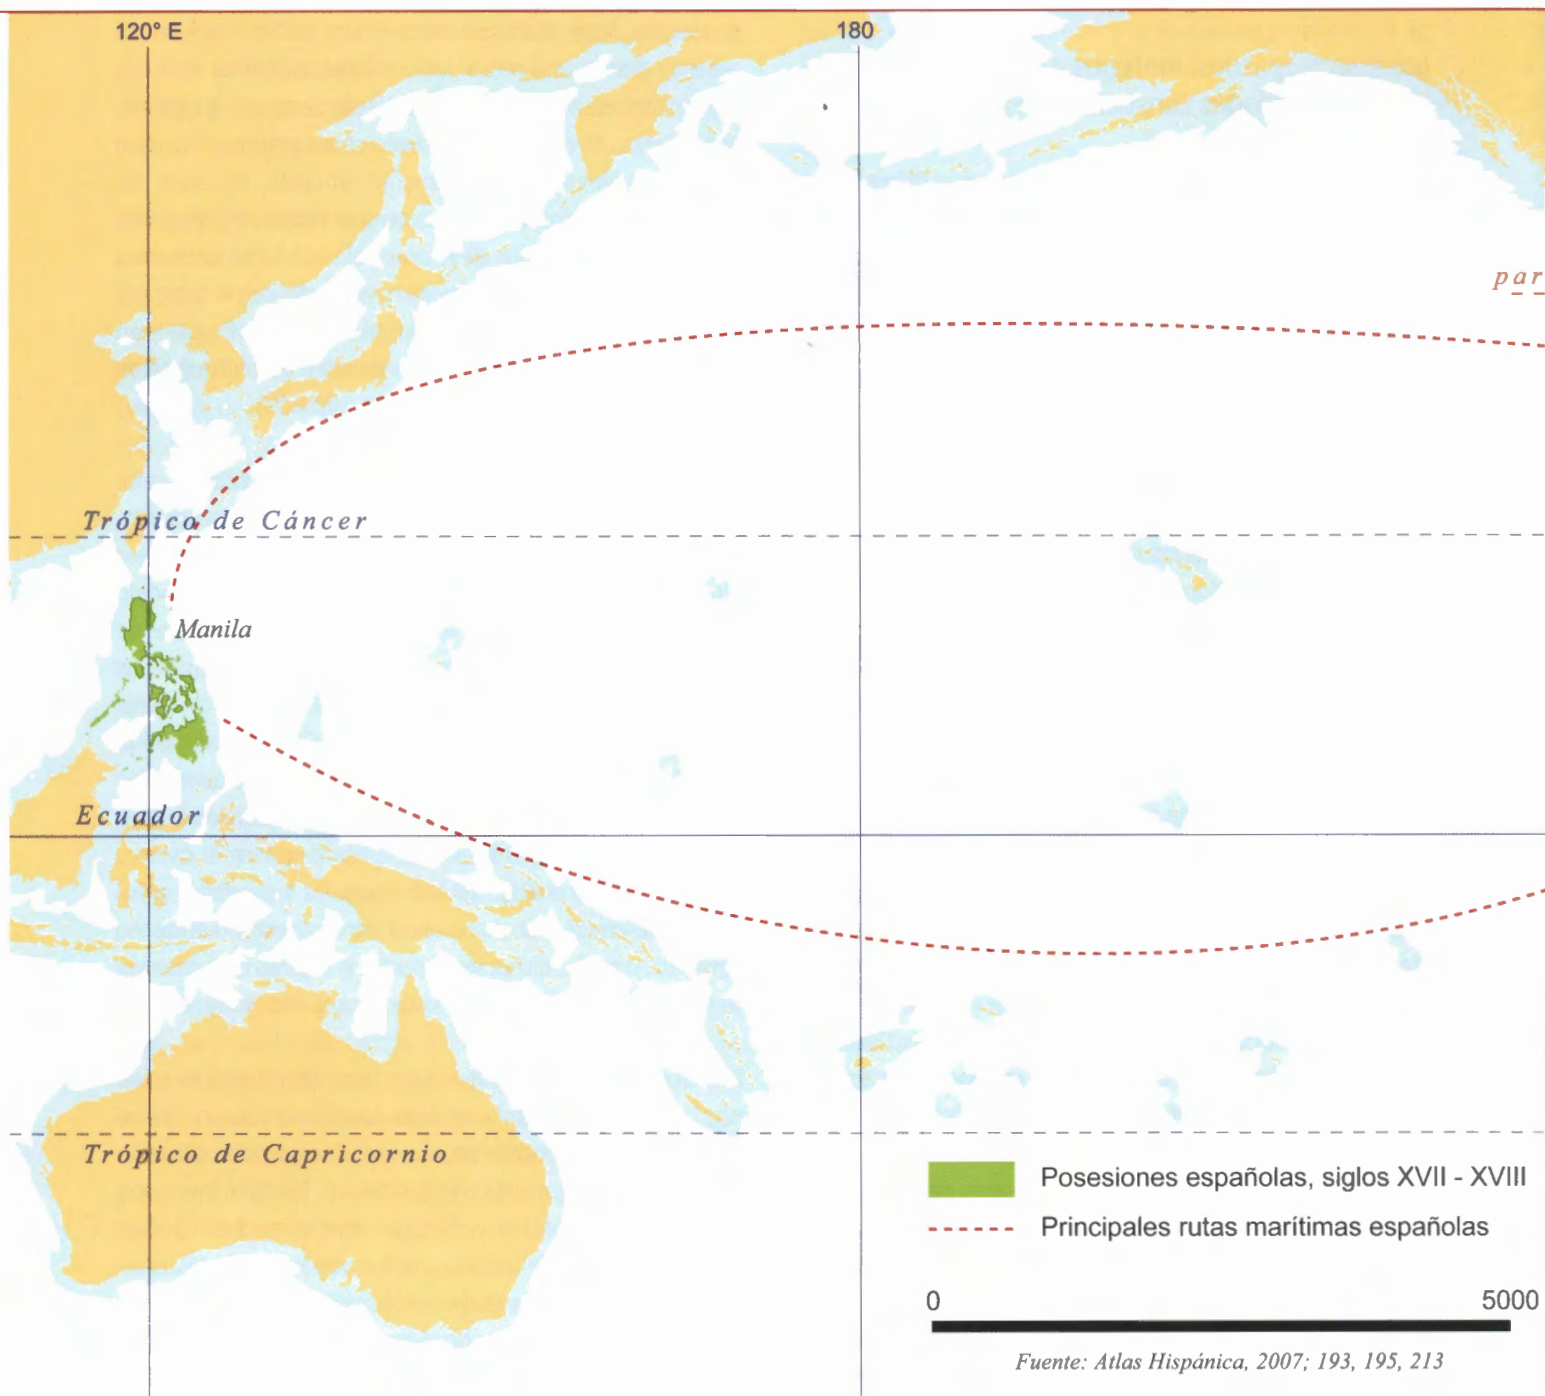 120° E
180
par
Trópico de Cáncer
Manila
Ecuador
Trópico de Capricornio
Posesiones españolas, siglos XVII - XVIII
Principales rutas marítimas españolas
0
5000
Fuente: Atlas Hispánica, 2007; 193, 195, 213